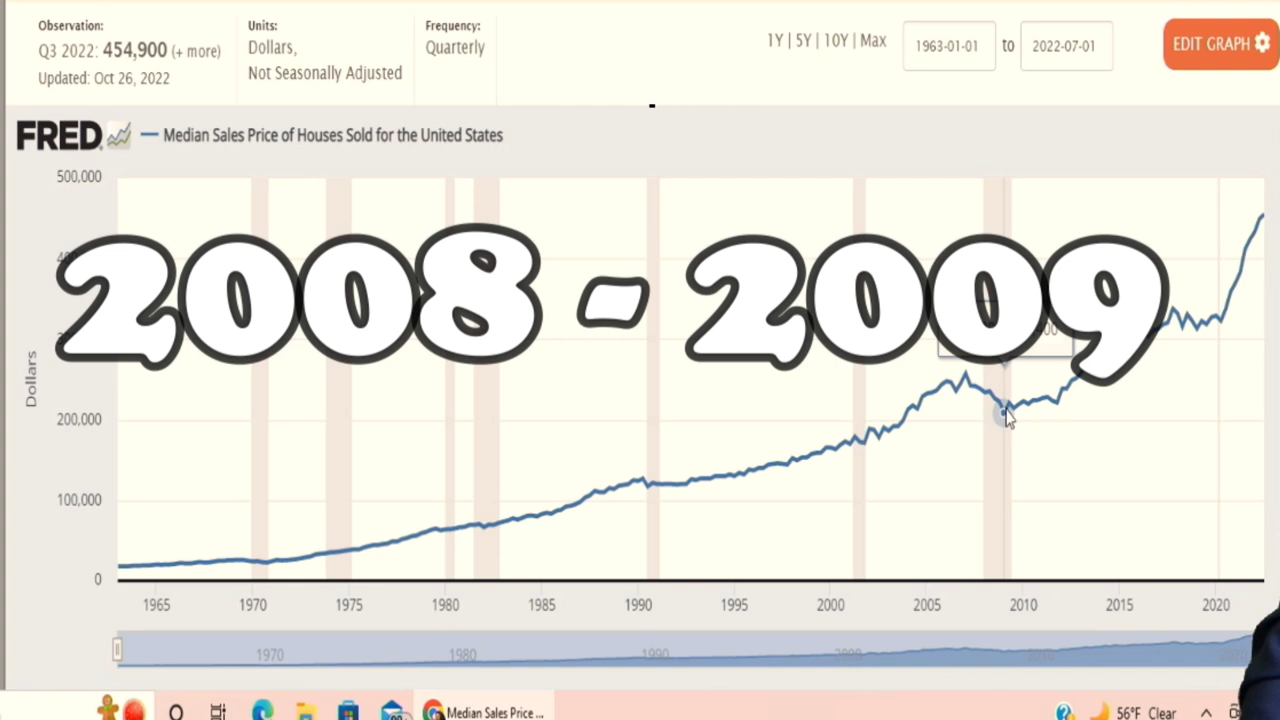 Observation:
Q3 2022: 454,900 (+ more)
Updated: Oct 26, 2022
Units:
Dollars,
Not Seasonally Adjusted
Frequency:
Quarterly
1Y | 5Y | 10Y | Max
1963-01-01 to 2022-07-01
EDIT GRAPH
FRED
Median Sales Price of Houses Sold for the United States
500,000
2008 - 2009
200,000
100,000
0
Dollars
1965 1970 1975 1980 1985 1990 1995 2000 2005 2010 2015 2020
1970 1980 1990
Median Sales Price ...
56°F Clear